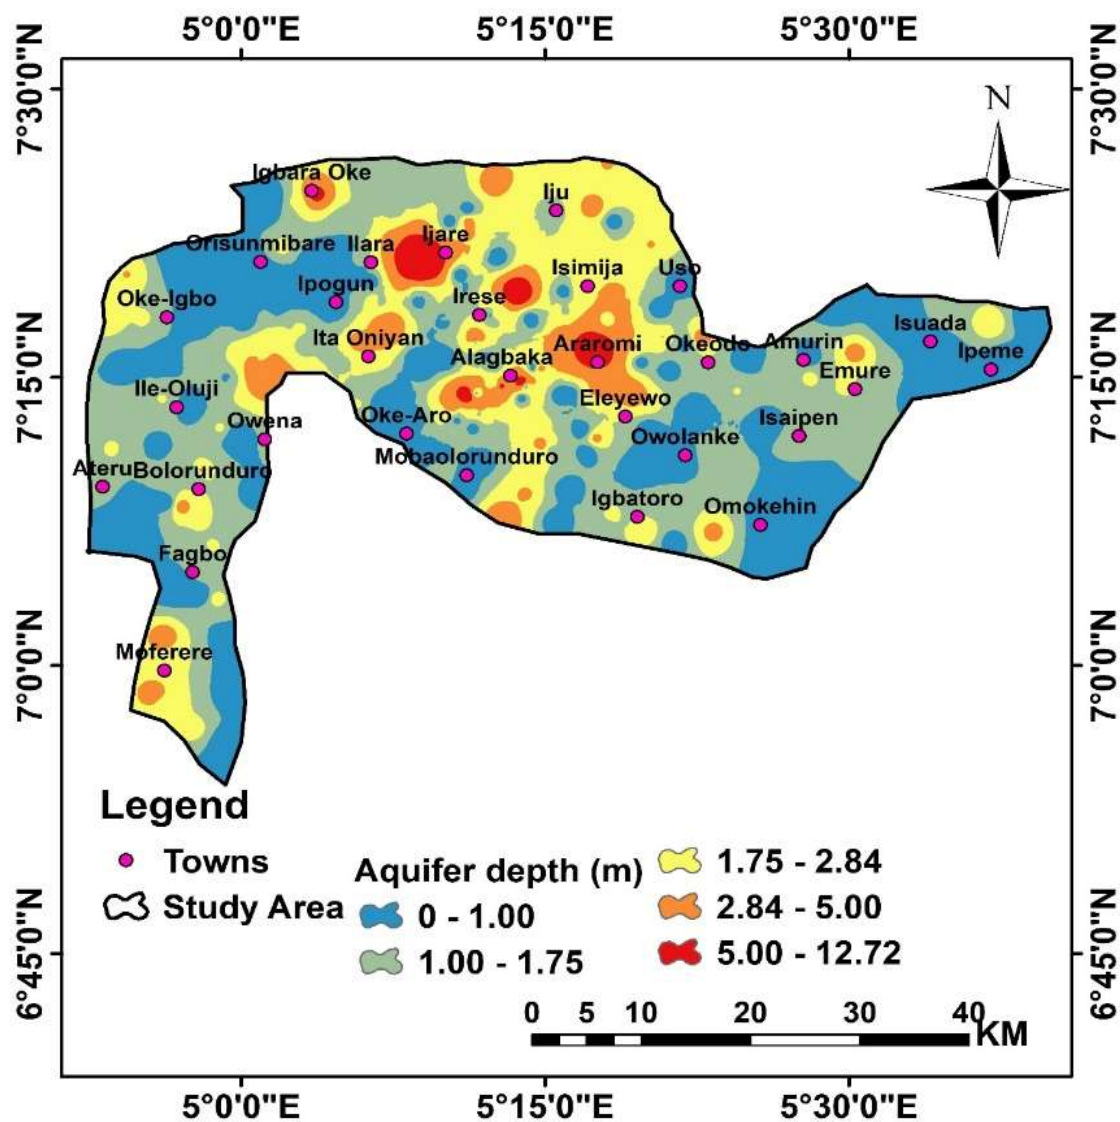 5°0'0"E 5°15'0"E 5°30'0"E
7°30'0"N 7°30'0"N
N
Igbara Oke
Iju
Orisunmibare Ilara Ijare
Ipogun Isimija Uso
Oke-Igbo Irese
Isuada
Ita Oniyan Araromi Okeodo Amurin
Alagbaka Ipeme
Emure
7°15'0"N 7°15'0"N
Ile-Oluji Eleyewo
Owena Oke-Aro Isaipen
Owolanke
Ateru Bolorunduro Mobaolorunduro
Igbatoro Omokehin
Fagbo
Moferere
7°0'0"N 7°0'0"N
Legend
Towns
Study Area
Aquifer depth (m)
0 - 1.00
1.00 - 1.75
1.75 - 2.84
2.84 - 5.00
5.00 - 12.72
6°45'0"N 6°45'0"N
0 5 10 20 30 40
KM
5°0'0"E 5°15'0"E 5°30'0"E